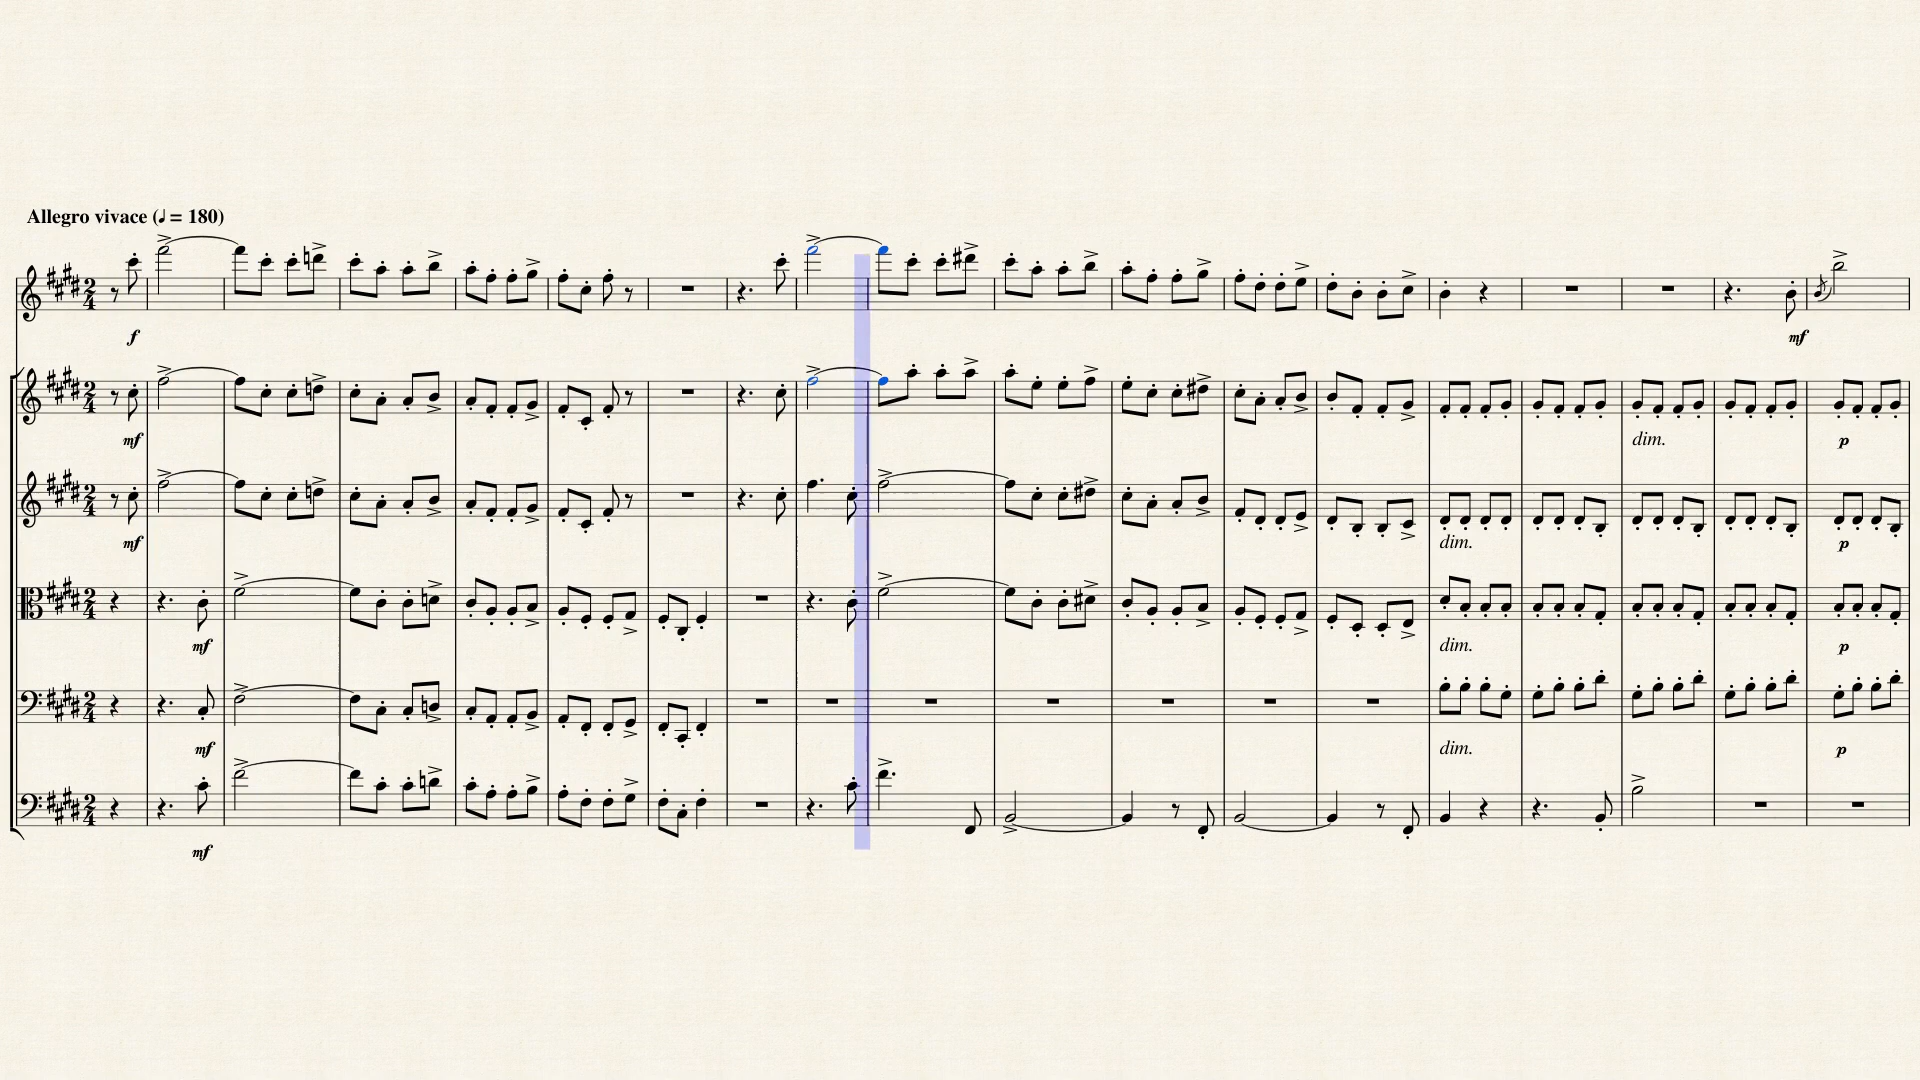 Allegro vivace (♩ = 180)
f
mf
mf
dim.
p
mf
dim.
p
mf
dim.
p
mf
dim.
p
mf